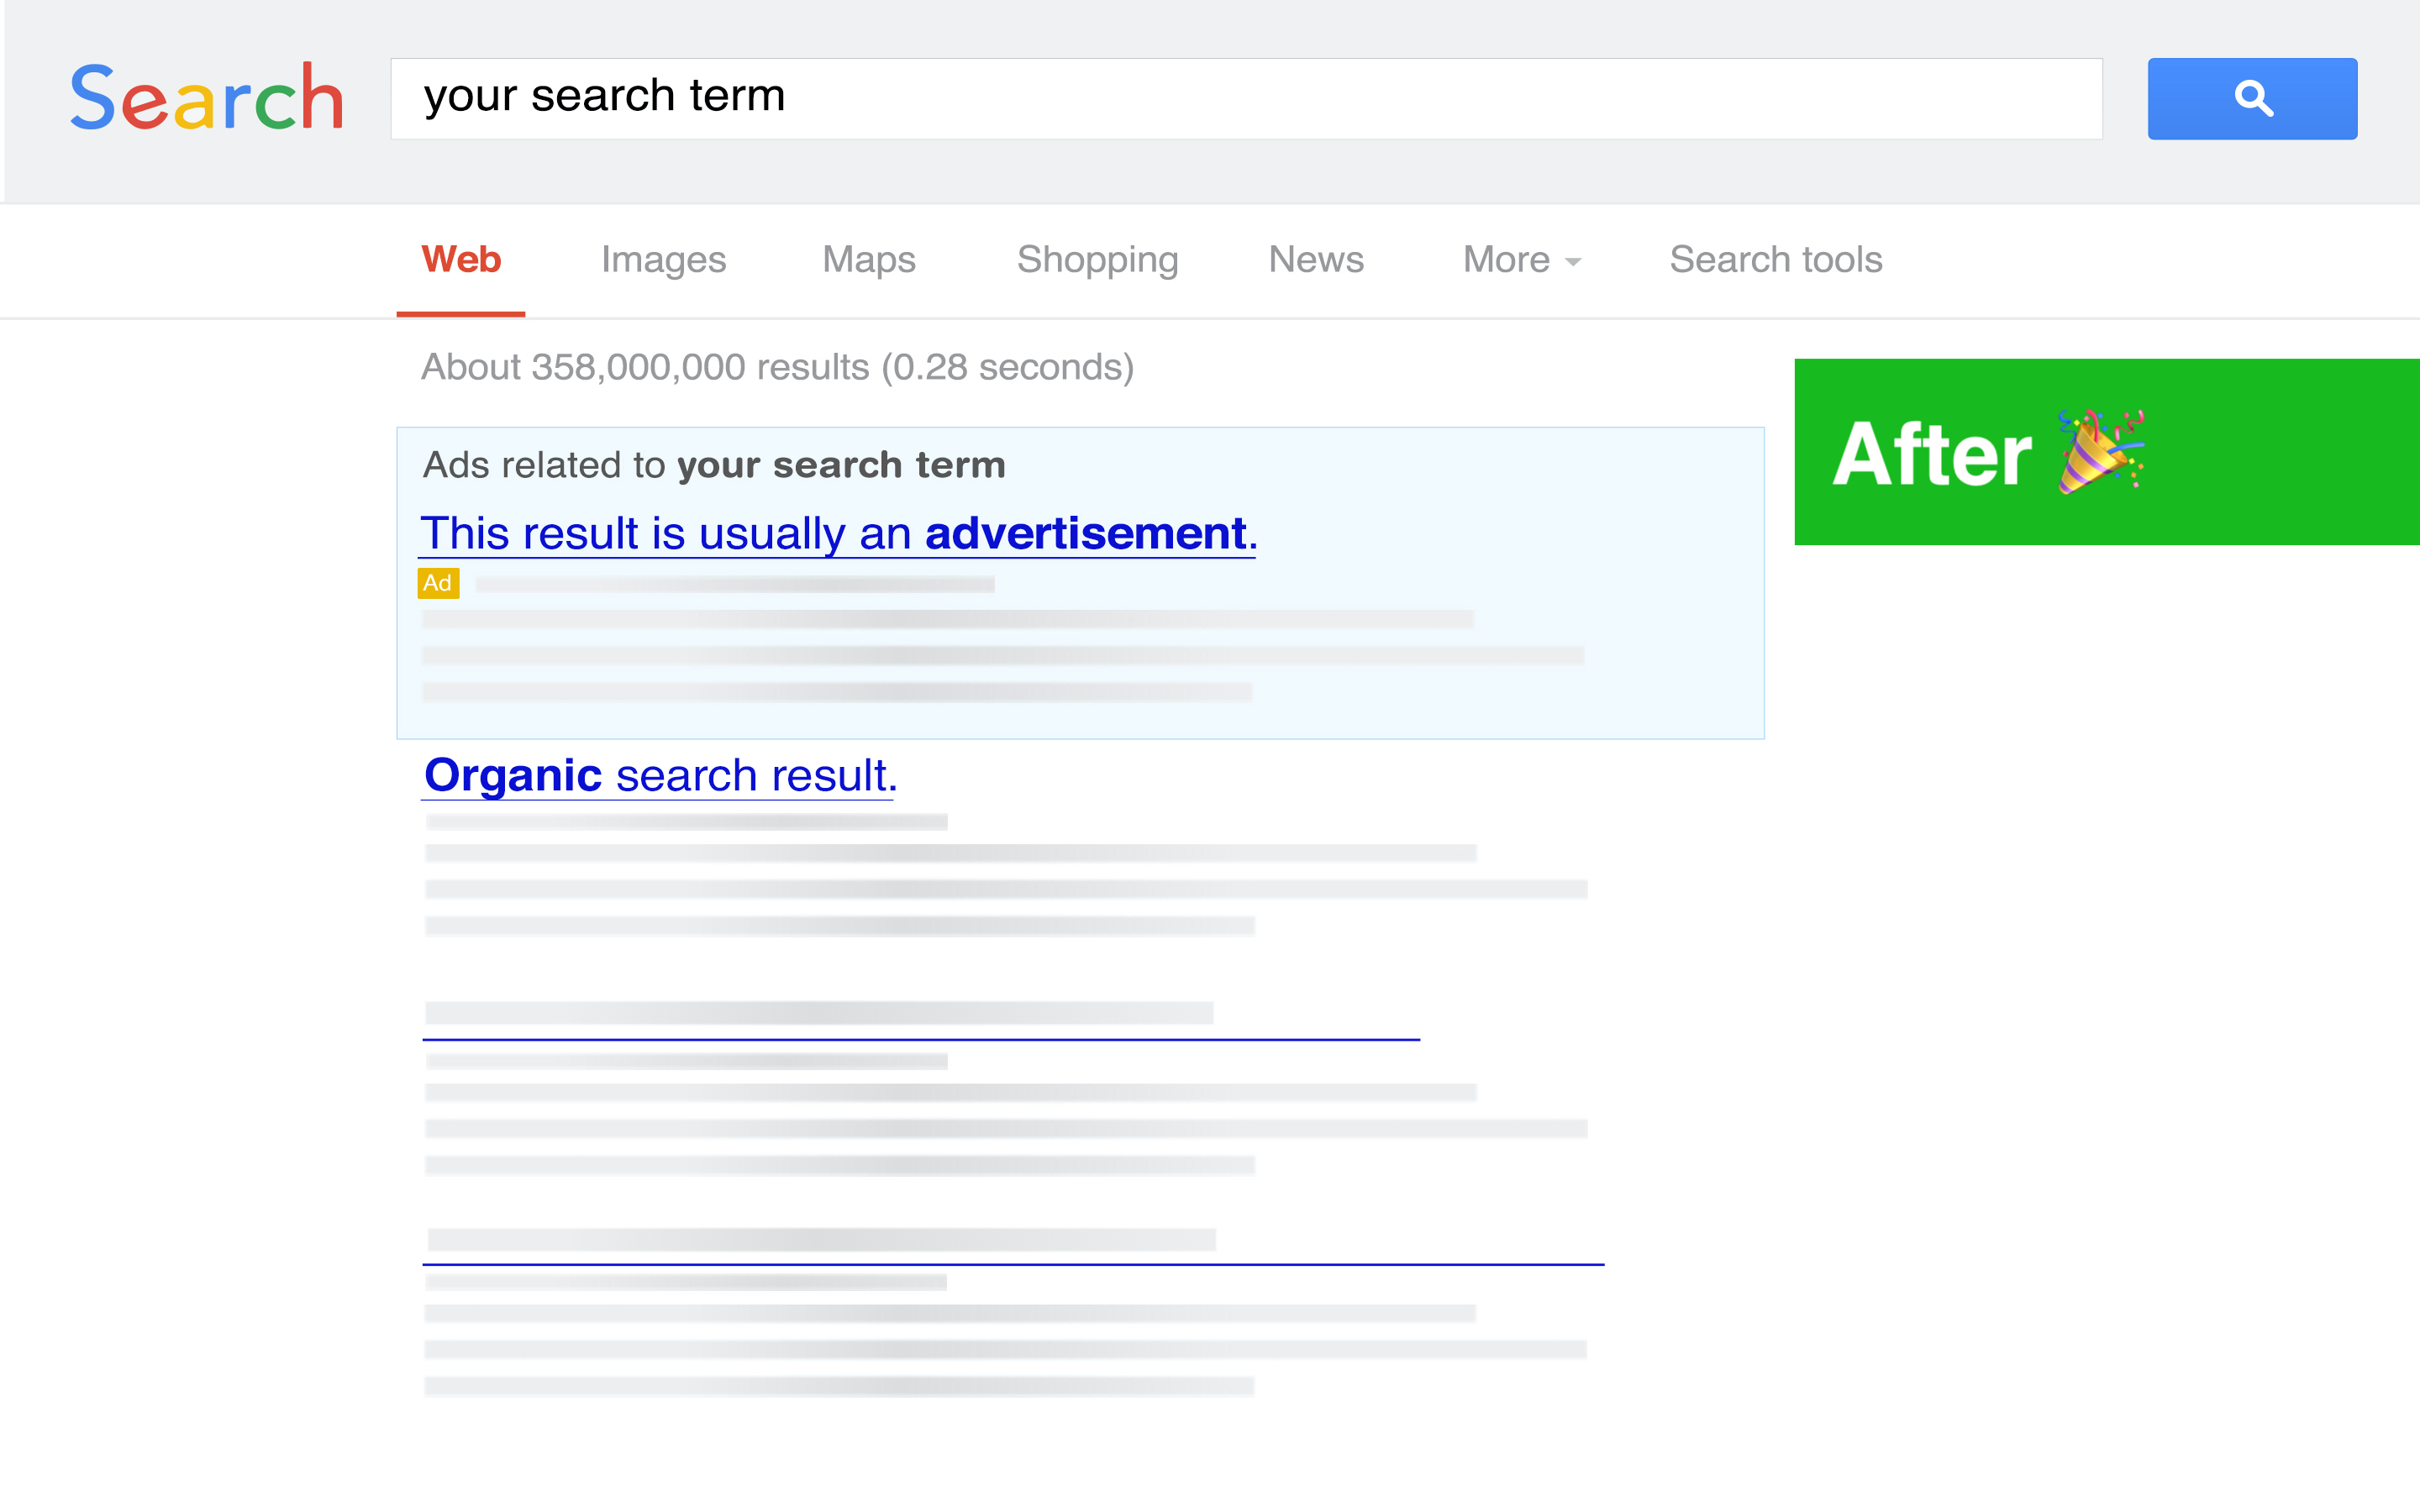 Search your search term
Web Images Maps Shopping News More Search tools
About 358,000,000 results (0.28 seconds)
After 🎉
Ads related to your search term
This result is usually an advertisement.
Ad
Organic search result.